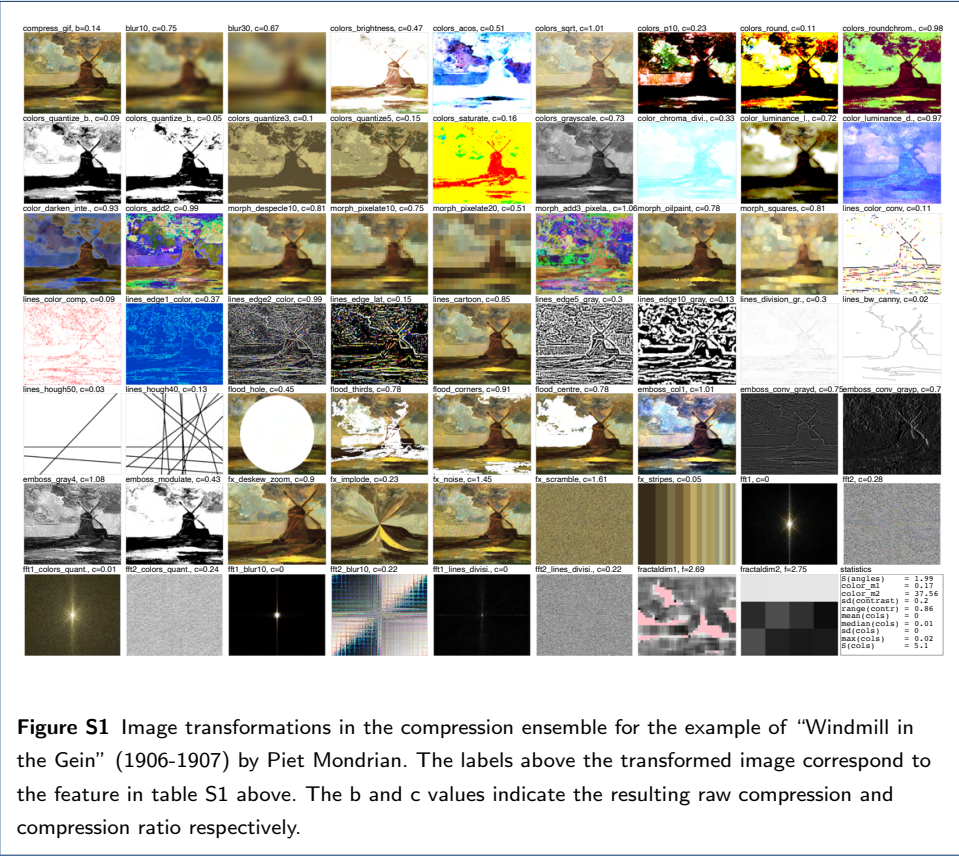 compress_gif, b=0.14 blur10, c=0.75 blur30, c=0.67 colors_brightness, c=0.47 colors_acos, c=0.51 colors_sqrt, c=1.01 colors_p10, c=0.23 colors_round, c=0.11 colors_roundchrom., c=0.98
colors_quantize_b., c=0.09 colors_quantize_b., c=0.05 colors_quantize3, c=0.1 colors_quantize5, c=0.15 colors_saturate, c=0.16 colors_grayscale, c=0.73 color_chroma_divi., c=0.33 color_luminance_l., c=0.72 color_luminance_d., c=0.97
color_darken_inte., c=0.93 colors_add2, c=0.99 morph_despecle10, c=0.81 morph_pixelate10, c=0.75 morph_pixelate20, c=0.51 morph_add3_pixela., c=1.06 morph_oilpaint, c=0.78 morph_squares, c=0.81 lines_color_conv, c=0.11
lines_color_comp, c=0.09 lines_edge1_color, c=0.37 lines_edge2_color, c=0.99 lines_edge_lat, c=0.15 lines_cartoon, c=0.85 lines_edge5_gray, c=0.3 lines_edge10_gray, c=0.13 lines_division_gr., c=0.3 lines_bw_canny, c=0.02
lines_hough50, c=0.03 lines_hough40, c=0.13 flood_hole, c=0.45 flood_thirds, c=0.78 flood_corners, c=0.91 flood_centre, c=0.78 emboss_col1, c=1.01 emboss_conv_grayd, c=0.75 emboss_conv_grayp, c=0.7
emboss_gray4, c=1.08 emboss_modulate, c=0.43 fx_deskew_zoom, c=0.9 fx_implode, c=0.23 fx_noise, c=1.45 fx_scramble, c=1.61 fx_stripes, c=0.05 fft1, c=0 fft2, c=0.28
fft1_colors_quant., c=0.01 fft2_colors_quant., c=0.24 fft1_blur10, c=0 fft2_blur10, c=0.22 fft1_lines_divisi., c=0 fft2_lines_divisi., c=0.22 fractaldim1, f=2.69 fractaldim2, f=2.75 statistics
S(angles) = 1.99
color_m1 = 0.17
color_m2 = 37.56
sd(contrast) = 0.2
range(contr) = 0.86
mean(cols) = 0
median(cols) = 0.01
sd(cols) = 0
max(cols) = 0.02
S(cols) = 5.1
Figure S1 Image transformations in the compression ensemble for the example of “Windmill in
the Gein” (1906-1907) by Piet Mondrian. The labels above the transformed image correspond to
the feature in table S1 above. The b and c values indicate the resulting raw compression and
compression ratio respectively.